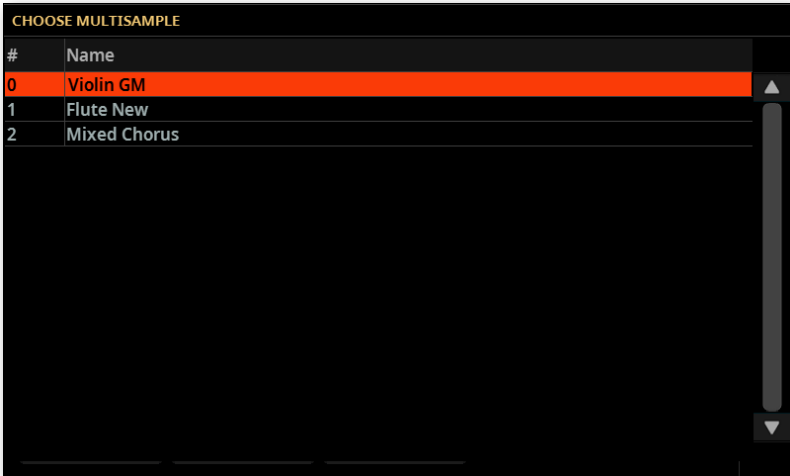 CHOOSE MULTISAMPLE
# Name
0 Violin GM
1 Flute New
2 Mixed Chorus